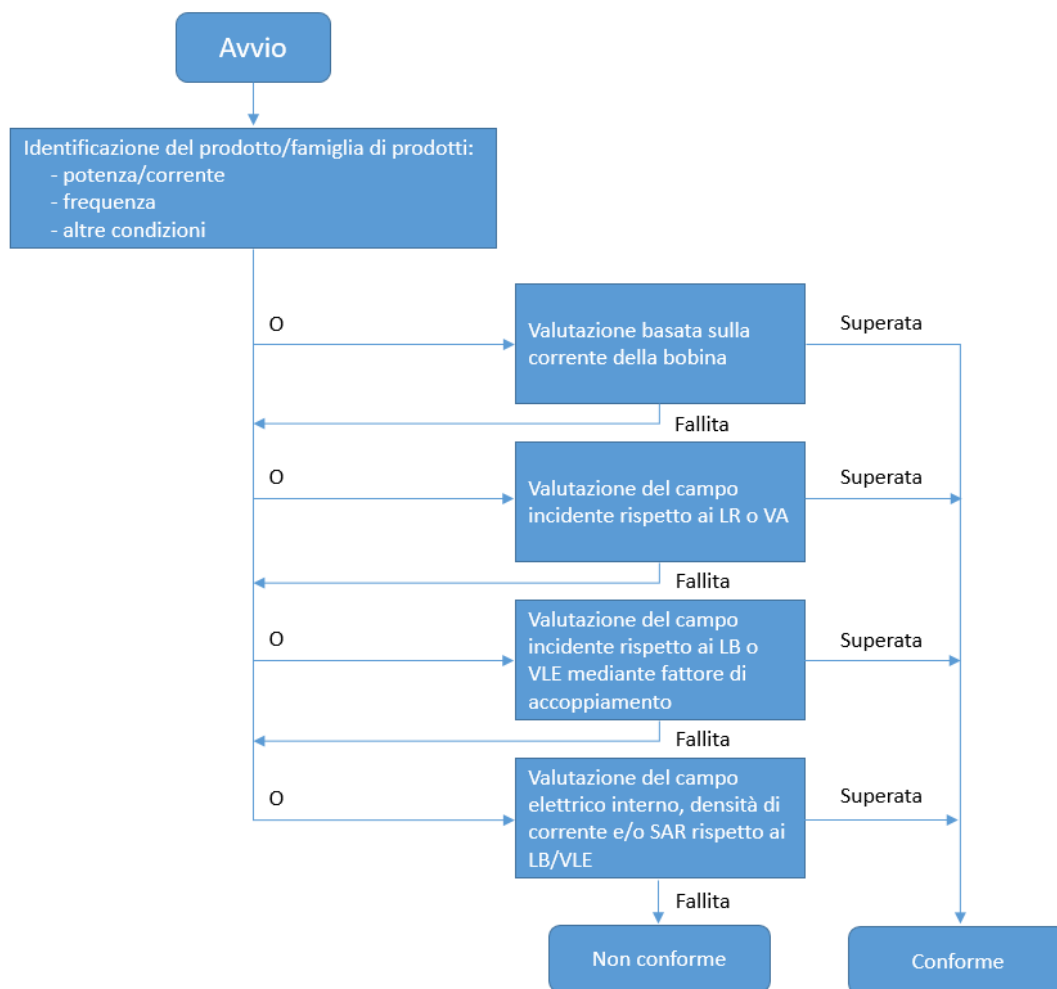 Avvio
Identificazione del prodotto/famiglia di prodotti:
- potenza/corrente
- frequenza
- altre condizioni
O
Valutazione basata sulla
corrente della bobina
Superata
Fallita
O
Valutazione del campo
incidente rispetto ai LR o VA
Superata
Fallita
O
Valutazione del campo
incidente rispetto ai LB o
VLE mediante fattore di
accoppiamento
Superata
Fallita
O
Valutazione del campo
elettrico interno, densità di
corrente e/o SAR rispetto ai
LB/VLE
Superata
Fallita
Non conforme
Conforme